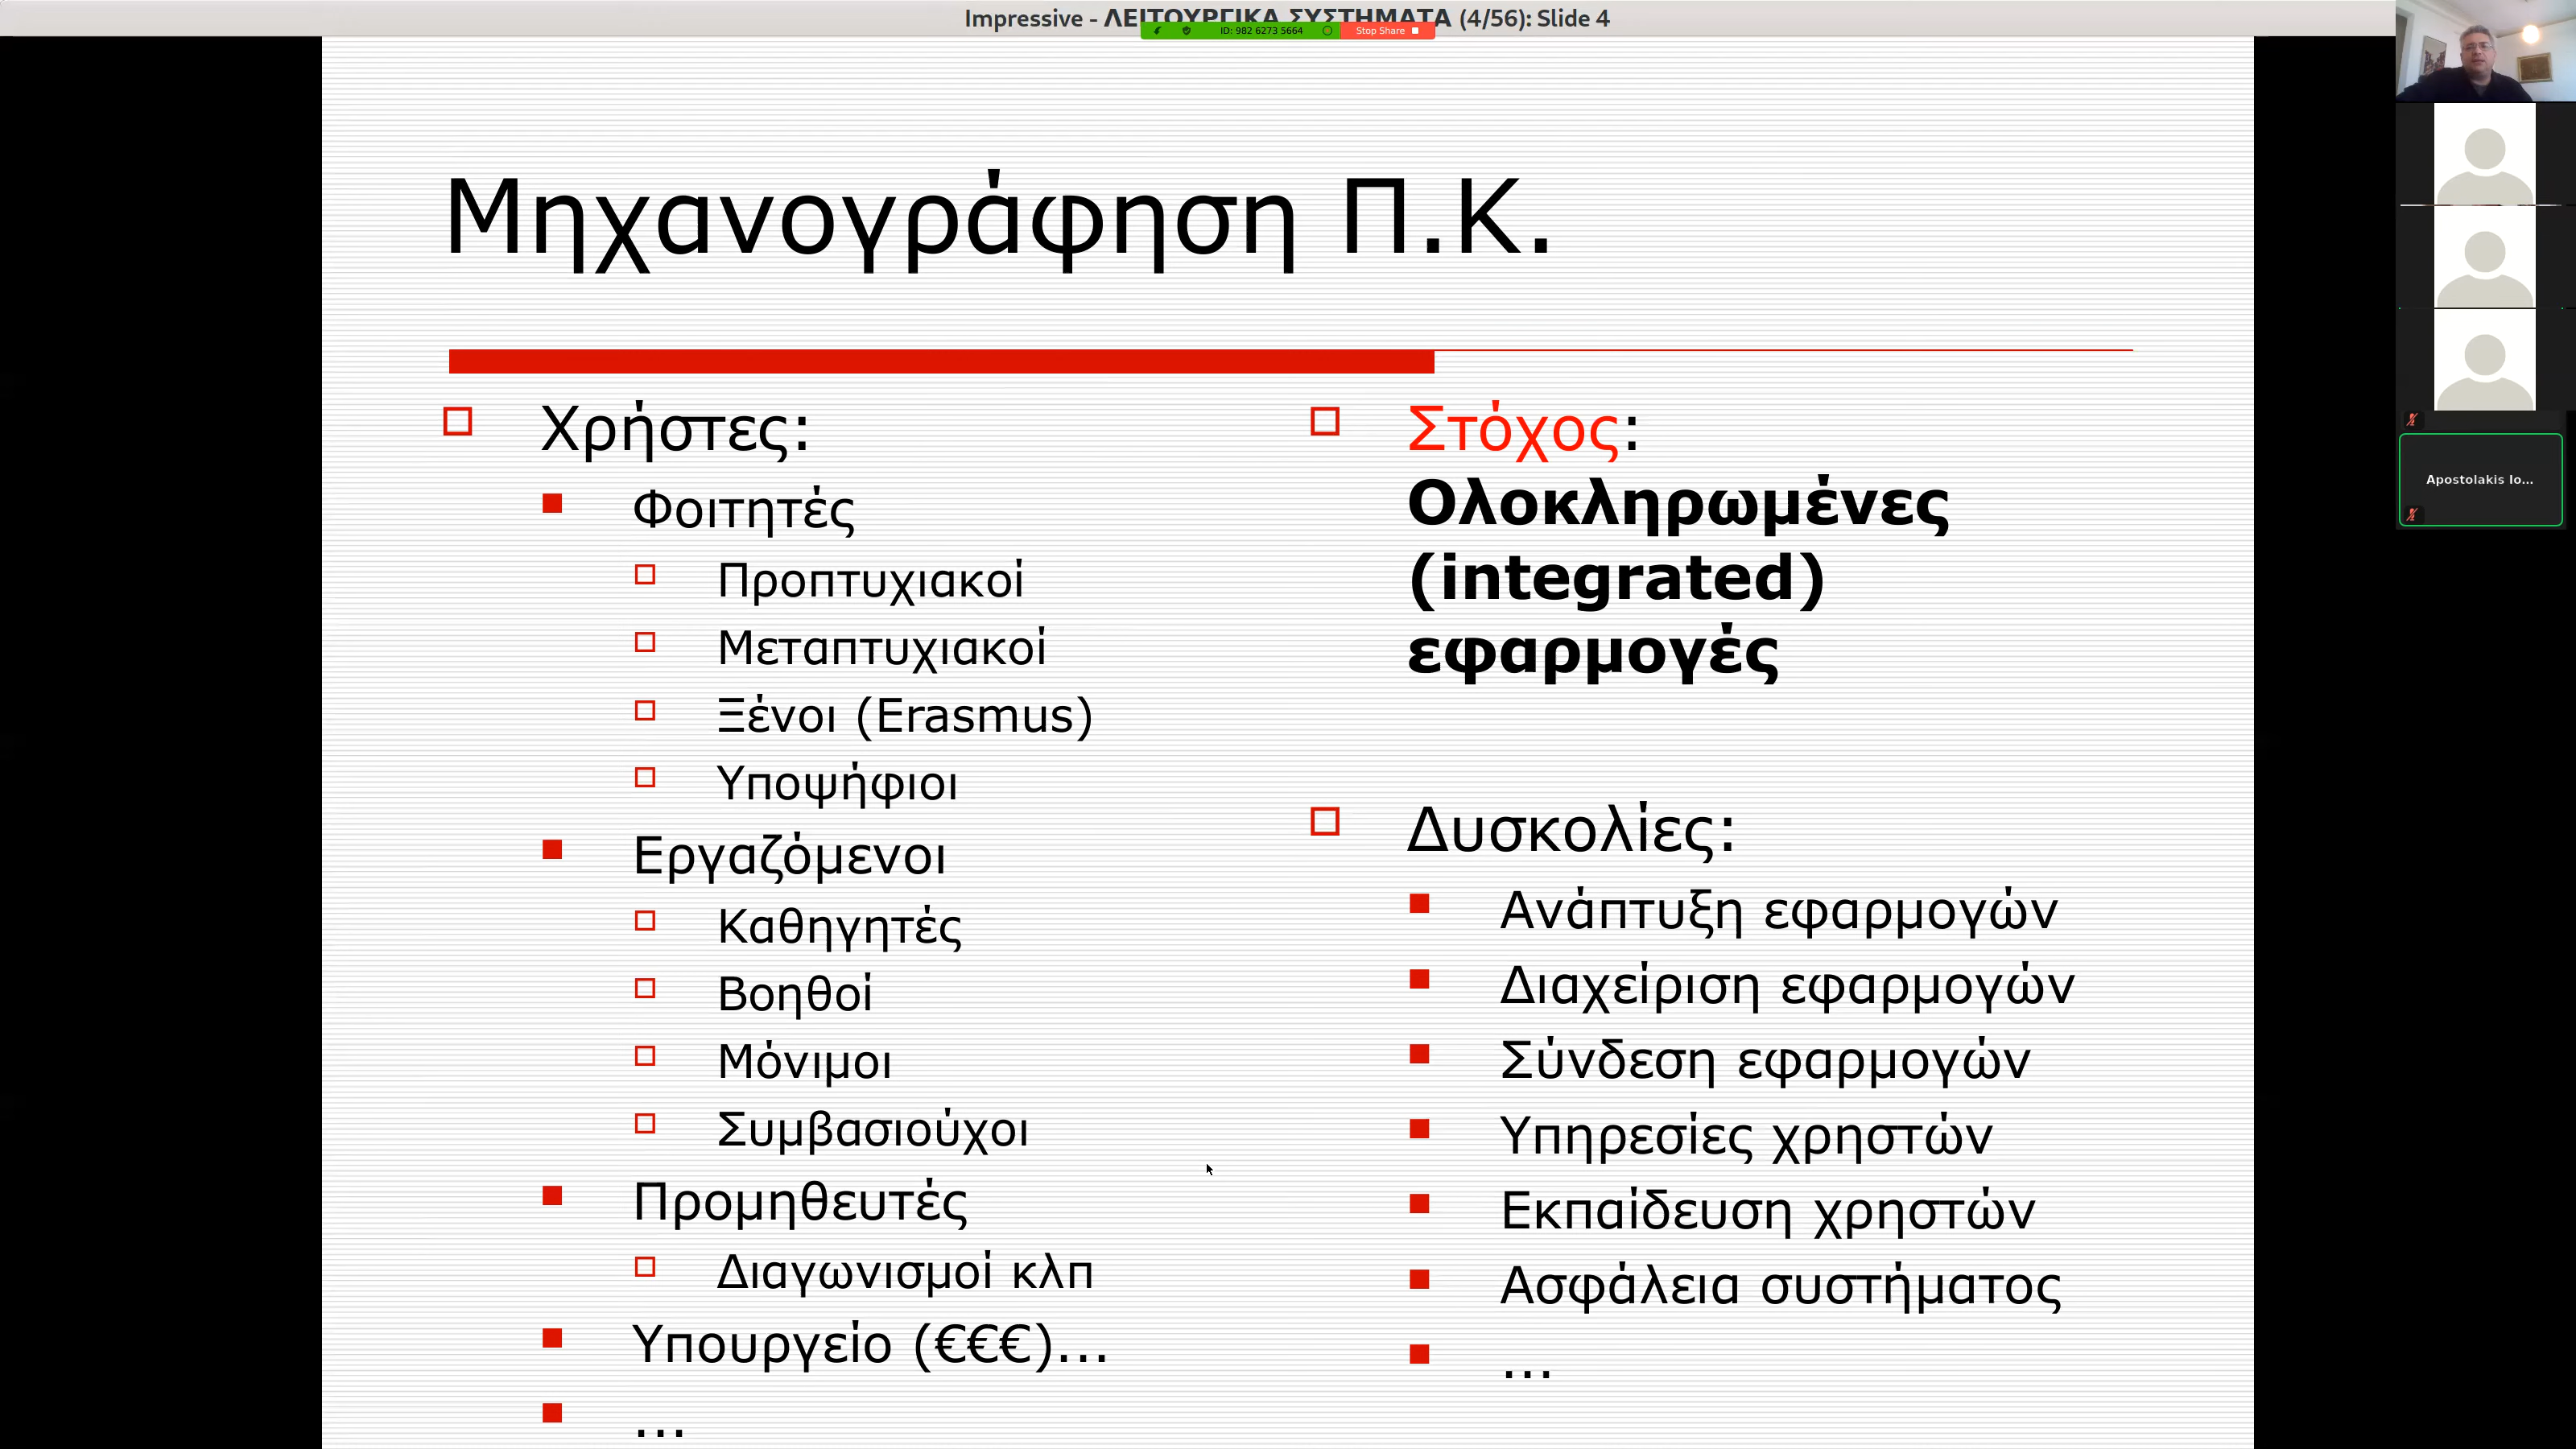 Impressive - ΛΕΙΤΟΥΡΓΙΚΑ ΣΥΣΤΗΜΑΤΑ (4/56): Slide 4
ID: 982 6273 5664
Stop Share
Μηχανογράφηση Π.Κ.
Χρήστες:
Φοιτητές
Προπτυχιακοί
Μεταπτυχιακοί
Ξένοι (Erasmus)
Υποψήφιοι
Εργαζόμενοι
Καθηγητές
Βοηθοί
Μόνιμοι
Συμβασιούχοι
Προμηθευτές
Διαγωνισμοί κλπ
Υπουργείο (€€€)...
...
Στόχος:
Ολοκληρωμένες
(integrated)
εφαρμογές
Δυσκολίες:
Ανάπτυξη εφαρμογών
Διαχείριση εφαρμογών
Σύνδεση εφαρμογών
Υπηρεσίες χρηστών
Εκπαίδευση χρηστών
Ασφάλεια συστήματος
...
Apostolakis Io...